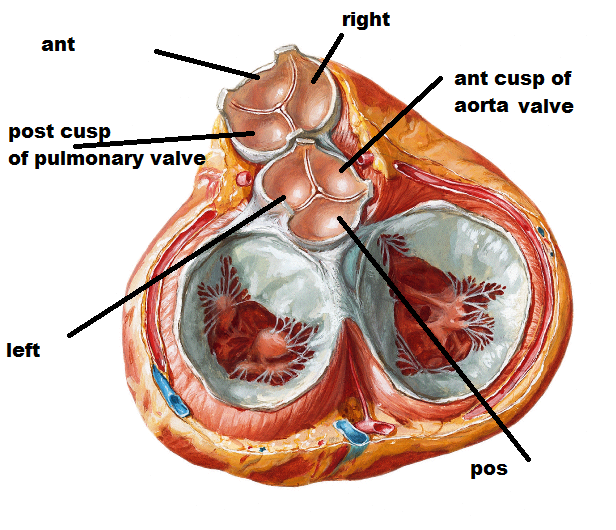 right
ant
ant cusp of
aorta valve
post cusp
of pulmonary valve
left
pos